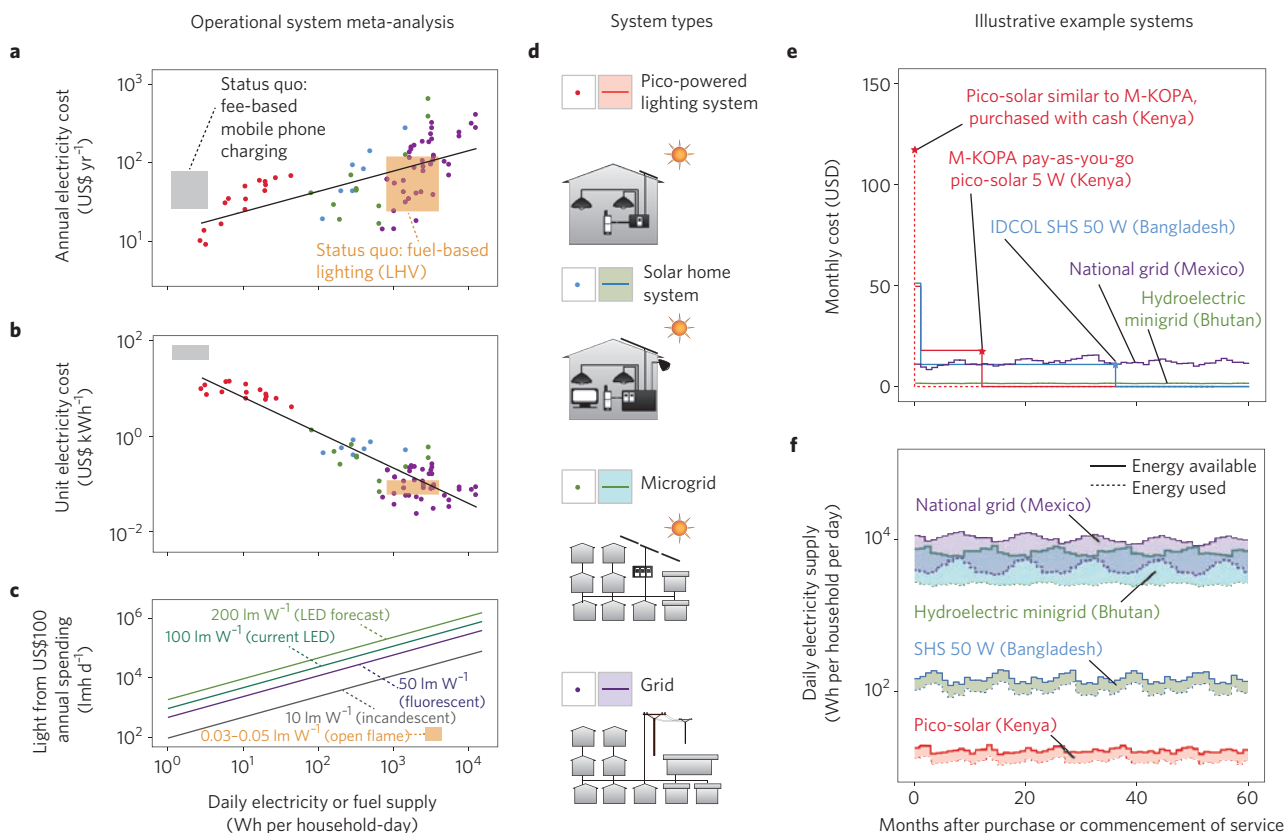 Operational system meta-analysis
System types
Illustrative example systems
a
Annual electricity cost
(US$ yr⁻¹)
10³
10²
10¹
Status quo:
fee-based
mobile phone
charging
Status quo: fuel-based
lighting (LHV)
b
Unit electricity cost
(US$ kWh⁻¹)
10²
10⁰
10⁻²
c
Light from US$100
annual spending
(lmh d⁻¹)
10⁶
10⁴
10²
200 lm W⁻¹ (LED forecast)
100 lm W⁻¹ (current LED)
50 lm W⁻¹
(fluorescent)
10 lm W⁻¹ (incandescent)
0.03–0.05 lm W⁻¹ (open flame)
10⁰
10¹
10²
10³
10⁴
Daily electricity or fuel supply
(Wh per household-day)
d
Pico-powered
lighting system
Solar home
system
Microgrid
Grid
e
Monthly cost (USD)
150
100
50
0
Pico-solar similar to M-KOPA,
purchased with cash (Kenya)
M-KOPA pay-as-you-go
pico-solar 5 W (Kenya)
IDCOL SHS 50 W (Bangladesh)
National grid (Mexico)
Hydroelectric
minigrid (Bhutan)
0
20
40
60
f
Daily electricity supply
(Wh per household per day)
10⁴
10²
Energy available
Energy used
National grid (Mexico)
Hydroelectric minigrid (Bhutan)
SHS 50 W (Bangladesh)
Pico-solar (Kenya)
0
20
40
60
Months after purchase or commencement of service